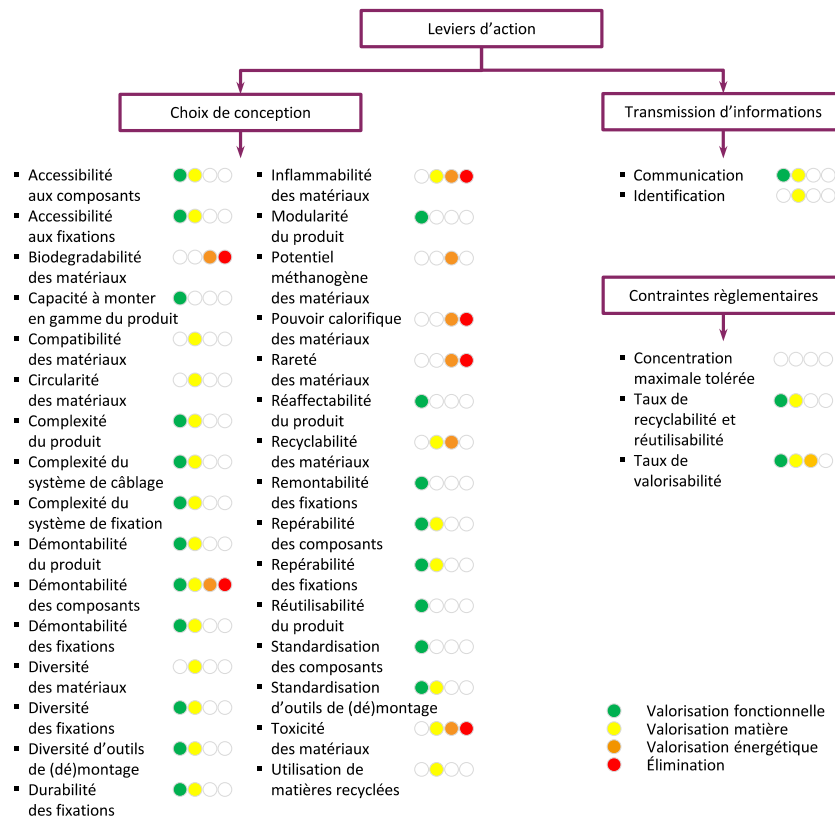 Leviers d’action
Choix de conception
Transmission d’informations
▪ Accessibilité
aux composants
▪ Accessibilité
aux fixations
▪ Biodegradabilité
des matériaux
▪ Capacité à monter
en gamme du produit
▪ Compatibilité
des matériaux
▪ Circularité
des matériaux
▪ Complexité
du produit
▪ Complexité du
système de câblage
▪ Complexité du
système de fixation
▪ Démontabilité
du produit
▪ Démontabilité
des composants
▪ Démontabilité
des fixations
▪ Diversité
des matériaux
▪ Diversité
des fixations
▪ Diversité d’outils
de (dé)montage
▪ Durabilité
des fixations
▪ Inflammabilité
des matériaux
▪ Modularité
du produit
▪ Potentiel
méthanogène
des matériaux
▪ Pouvoir calorifique
des matériaux
▪ Rareté
des matériaux
▪ Réaffectabilité
du produit
▪ Recyclabilité
des matériaux
▪ Remontabilité
des fixations
▪ Repérabilité
des composants
▪ Repérabilité
des fixations
▪ Réutilisabilité
du produit
▪ Standardisation
des composants
▪ Standardisation
d’outils de (dé)montage
▪ Toxicité
des matériaux
▪ Utilisation de
matières recyclées
▪ Communication
▪ Identification
Contraintes règlementaires
▪ Concentration
maximale tolérée
▪ Taux de
recyclabilité et
réutilisabilité
▪ Taux de
valorisabilité
Valorisation fonctionnelle
Valorisation matière
Valorisation énergétique
Élimination